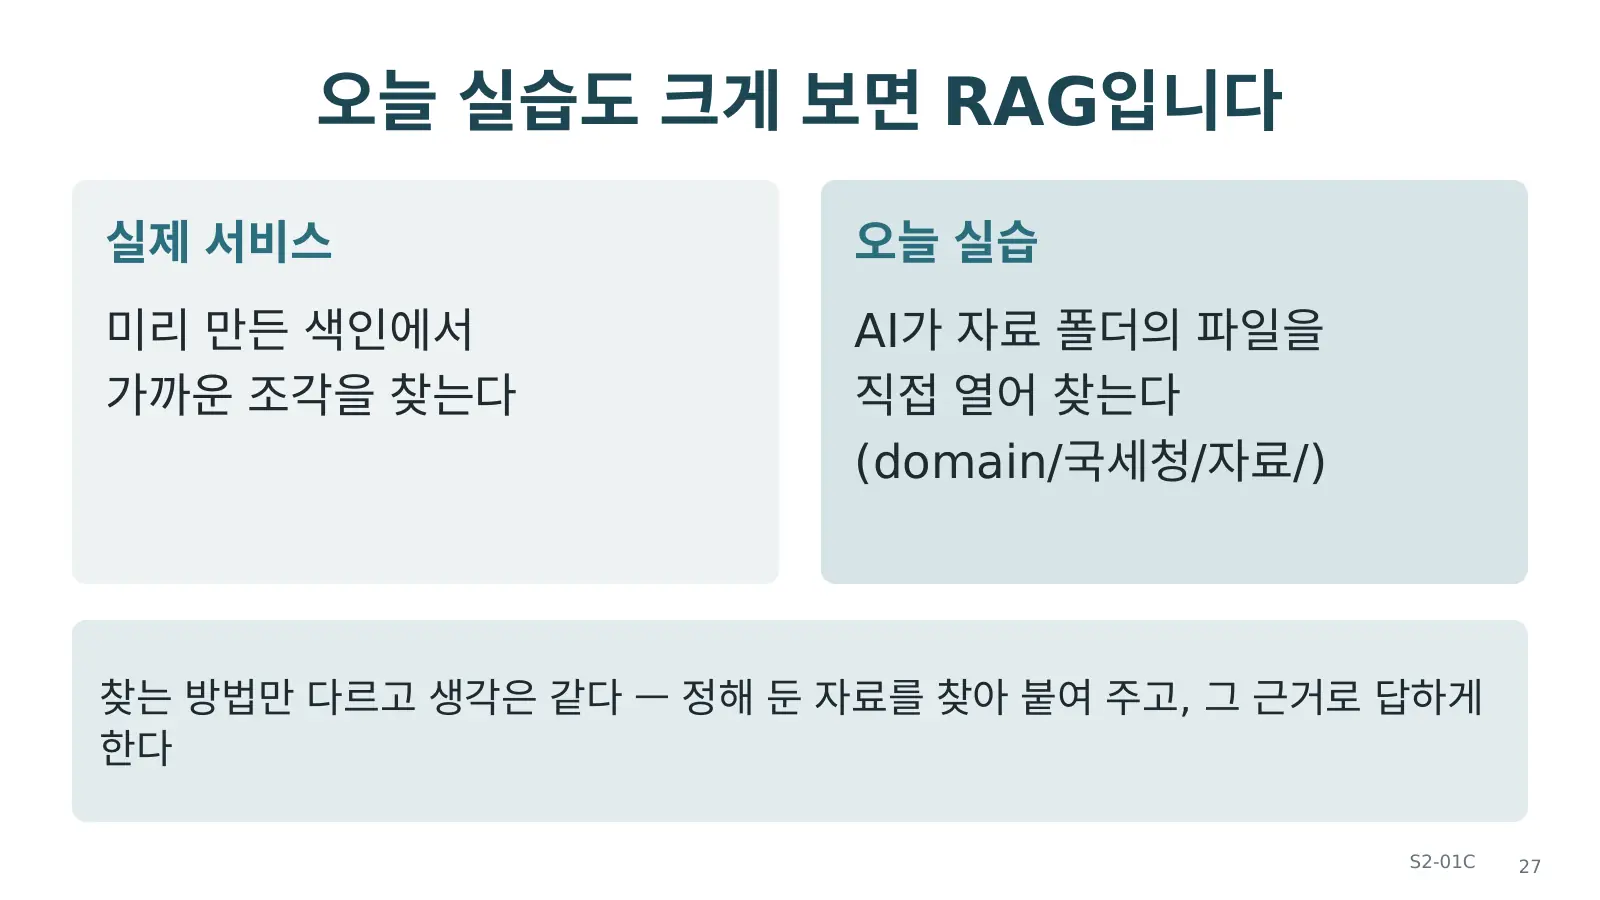 오늘 실습도 크게 보면 RAG입니다
실제 서비스
미리 만든 색인에서
가까운 조각을 찾는다
오늘 실습
AI가 자료 폴더의 파일을
직접 열어 찾는다
(domain/국세청/자료/)
찾는 방법만 다르고 생각은 같다 — 정해 둔 자료를 찾아 붙여 주고, 그 근거로 답하게
한다
S2-01C
27